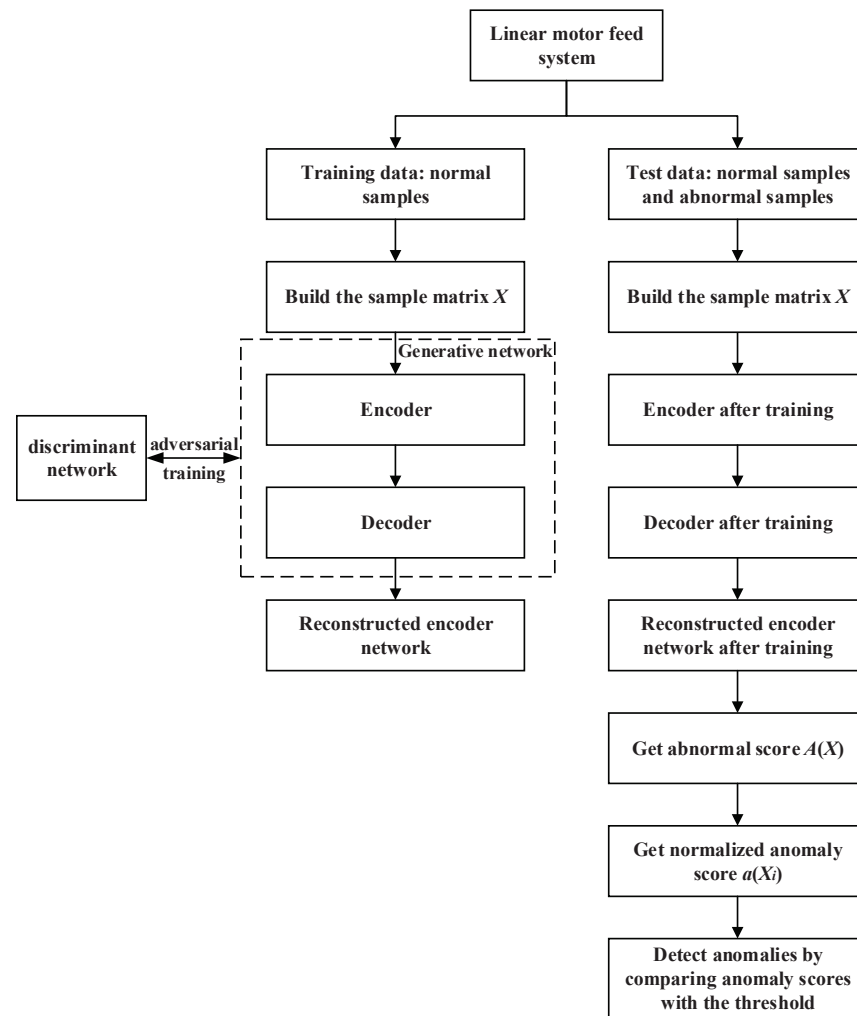 Linear motor feed
system
Training data: normal
samples
Test data: normal samples
and abnormal samples
Build the sample matrix X
Build the sample matrix X
Generative network
Encoder
Encoder after training
discriminant
network
adversarial
training
Decoder
Decoder after training
Reconstructed encoder
network
Reconstructed encoder
network after training
Get abnormal score A(X)
Get normalized anomaly
score a(Xi)
Detect anomalies by
comparing anomaly scores
with the threshold